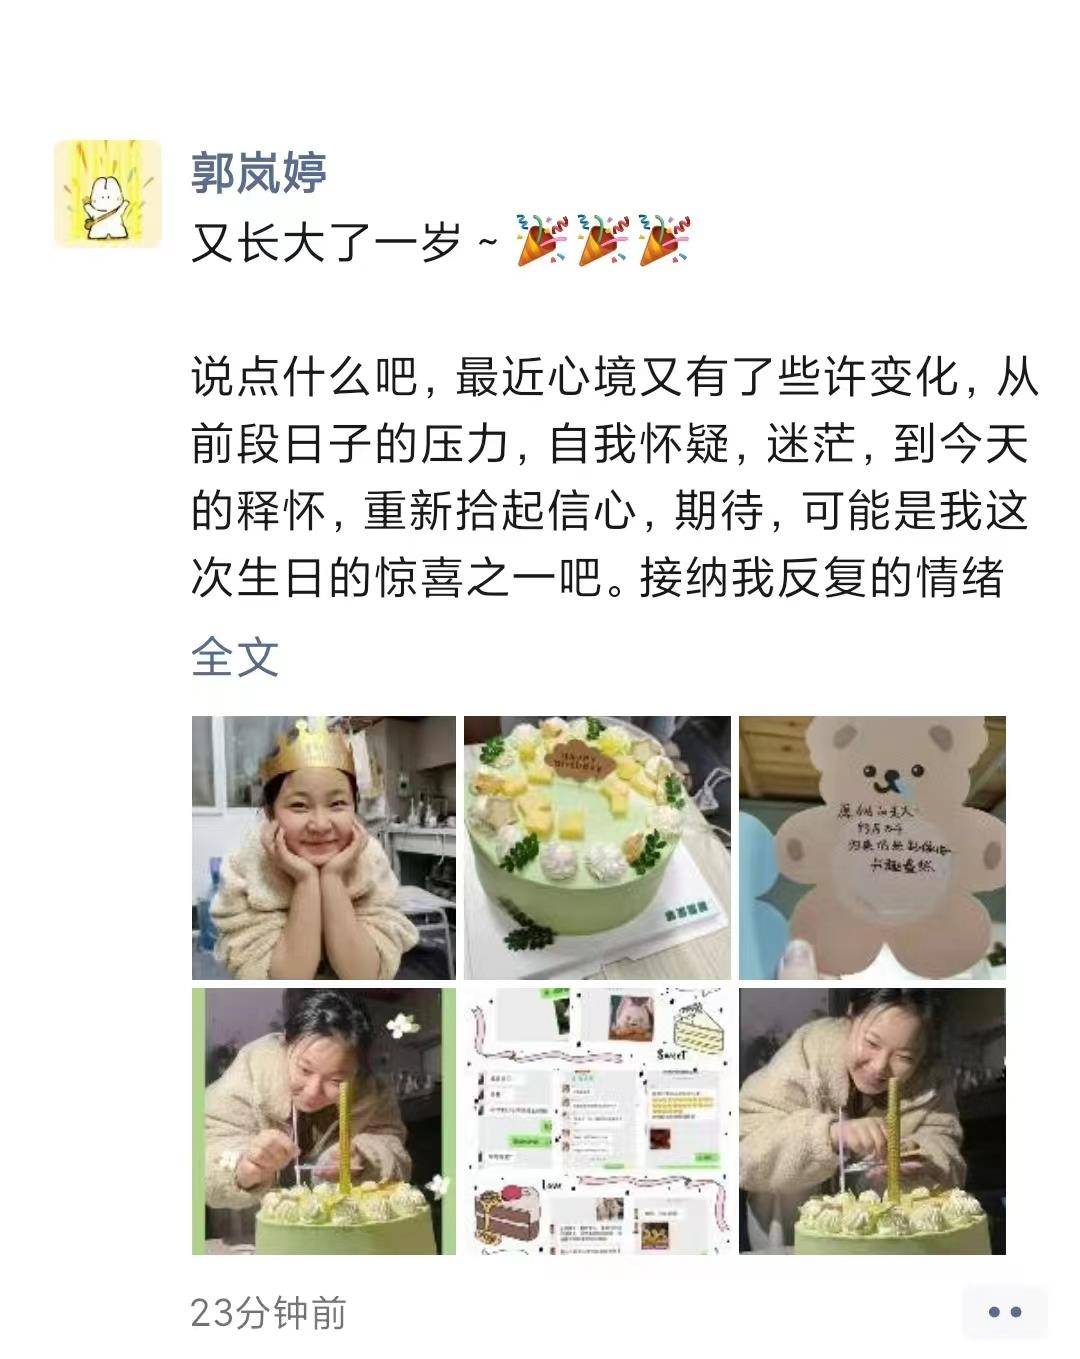 郭岚婷
又长大了一岁～🎉🎉🎉
说点什么吧，最近心境又有了些许变化，从
前段日子的压力，自我怀疑，迷茫，到今天
的释怀，重新拾起信心，期待，可能是我这
次生日的惊喜之一吧。接纳我反复的情绪
全文
Happy
Birthday
Sweet
Love
23分钟前